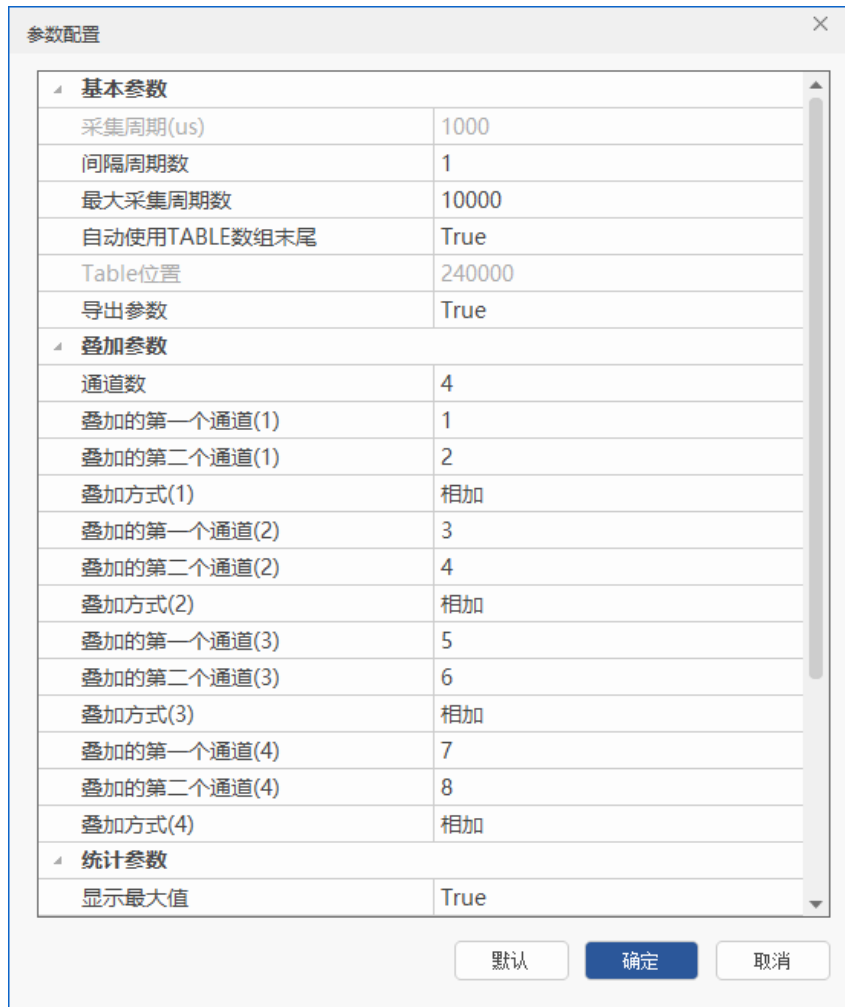 参数配置
基本参数
采集周期(us) 1000
间隔周期数 1
最大采集周期数 10000
自动使用TABLE数组末尾 True
Table位置 240000
导出参数 True
叠加参数
通道数 4
叠加的第一个通道(1) 1
叠加的第二个通道(1) 2
叠加方式(1) 相加
叠加的第一个通道(2) 3
叠加的第二个通道(2) 4
叠加方式(2) 相加
叠加的第一个通道(3) 5
叠加的第二个通道(3) 6
叠加方式(3) 相加
叠加的第一个通道(4) 7
叠加的第二个通道(4) 8
叠加方式(4) 相加
统计参数
显示最大值 True
默认 确定 取消